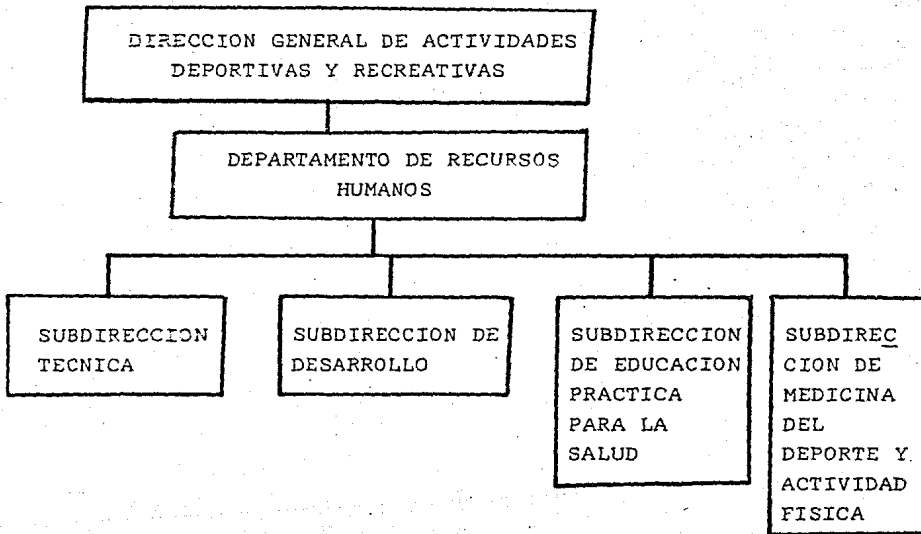 DIRECCION GENERAL DE ACTIVIDADES
DEPORTIVAS Y RECREATIVAS
DEPARTAMENTO DE RECURSOS
HUMANOS
SUBDIRECCION
TECNICA
SUBDIRECCION DE
DESARROLLO
SUBDIRECCION
DE EDUCACION
PRACTICA
PARA LA
SALUD
SUBDIREC
CION DE
MEDICINA
DEL
DEPORTE Y
ACTIVIDAD
FISICA